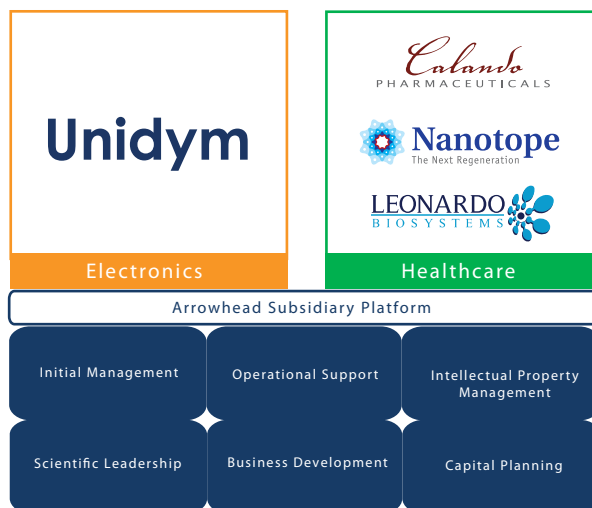 Unidym
Calando
PHARMACEUTICALS
Nanotope
The Next Regeneration
LEONARDO
BIOSYSTEMS
Electronics
Healthcare
Arrowhead Subsidiary Platform
Initial Management
Operational Support
Intellectual Property
Management
Scientific Leadership
Business Development
Capital Planning